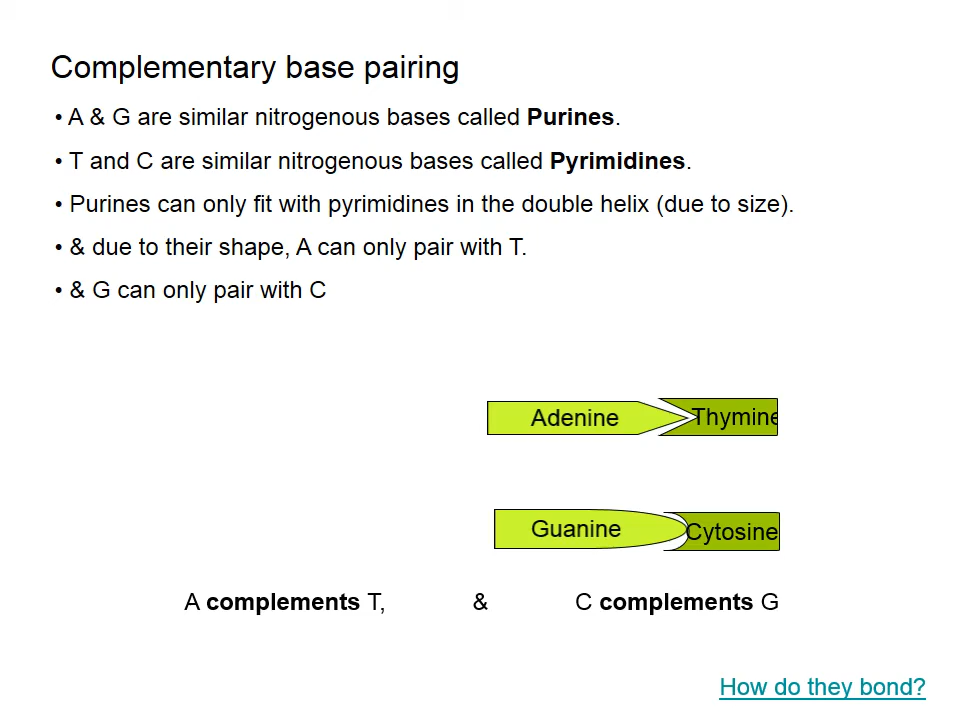 Complementary base pairing
• A & G are similar nitrogenous bases called Purines.
• T and C are similar nitrogenous bases called Pyrimidines.
• Purines can only fit with pyrimidines in the double helix (due to size).
• & due to their shape, A can only pair with T.
• & G can only pair with C
Adenine Thymine
Guanine Cytosine
A complements T, & C complements G
How do they bond?